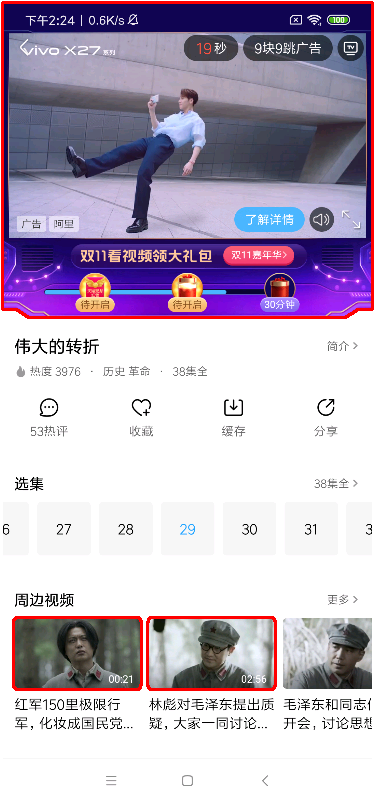 下午2:24 | 0.6K/s
100
vivo X27系列
19秒
9块9跳广告
TV
广告
阿里
了解详情
双11看视频领大礼包
双11嘉年华>
待开启
待开启
30分钟
伟大的转折
简介>
热度 3976 · 历史 革命 · 38集全
53热评
收藏
缓存
分享
选集
38集全>
6
27
28
29
30
31
3
周边视频
更多>
00:21
02:56
红军150里极限行
军，化妆成国民党...
林彪对毛泽东提出质
疑，大家一同讨论...
毛泽东和同志们
开会，讨论思想